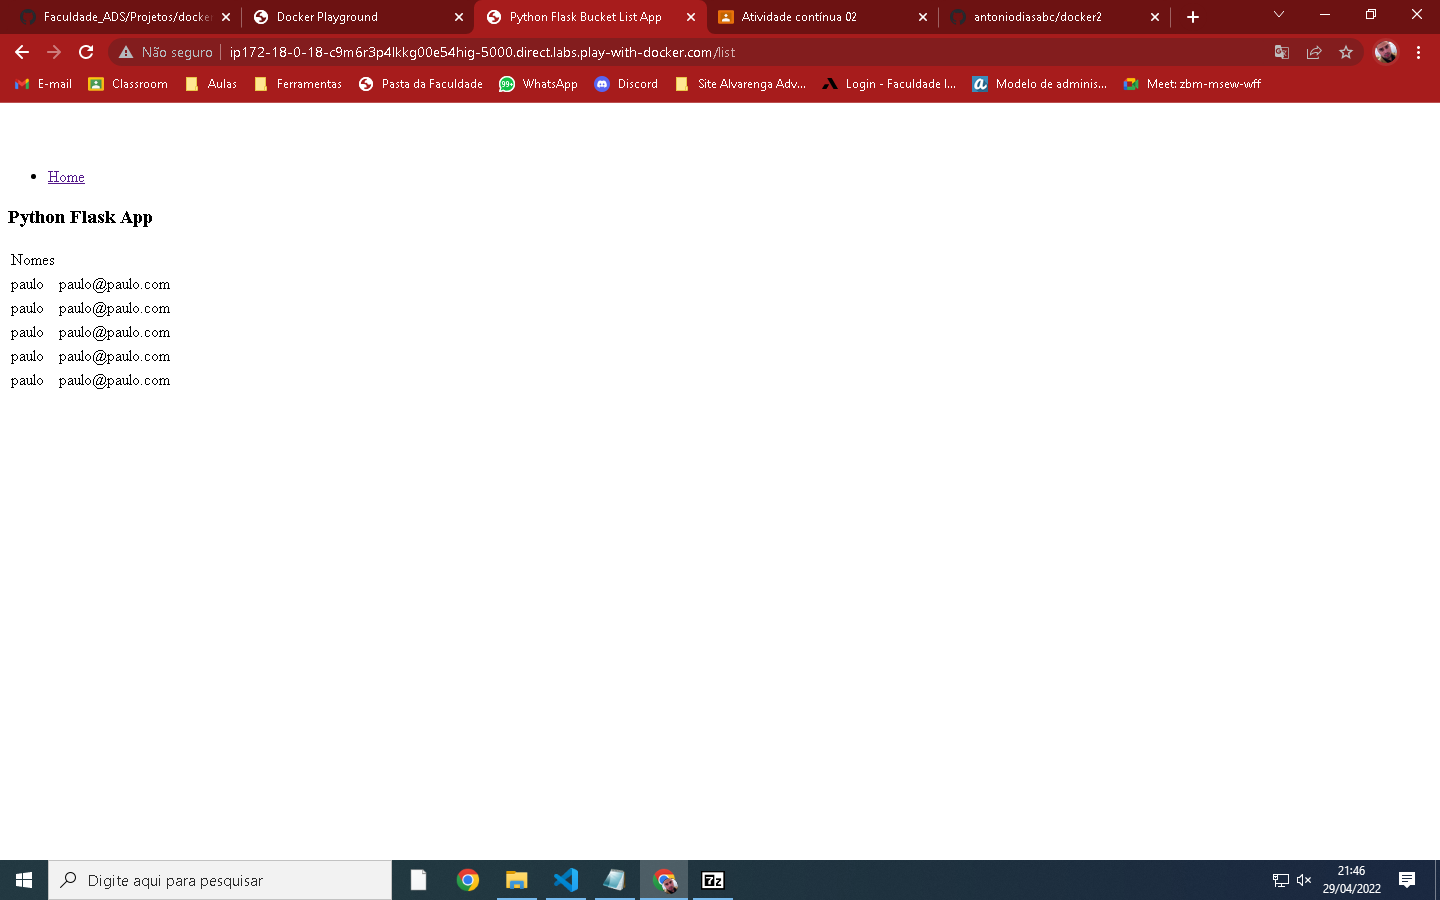 Faculdade_ADS/Projetos/docker
Docker Playground
Python Flask Bucket List App
Atividade contínua 02
antoniodiasabc/docker2
Não seguro
ip172-18-0-18-c9m6r3p4lkkg00e54hig-5000.direct.labs.play-with-docker.com/list
E-mail
Classroom
Aulas
Ferramentas
Pasta da Faculdade
99+
WhatsApp
Discord
Site Alvarenga Adv...
Login - Faculdade I...
Modelo de adminis...
Meet: zbm-msew-wff
Home
Python Flask App
Nomes
paulo paulo@paulo.com
paulo paulo@paulo.com
paulo paulo@paulo.com
paulo paulo@paulo.com
paulo paulo@paulo.com
Digite aqui para pesquisar
7z
21:46
29/04/2022